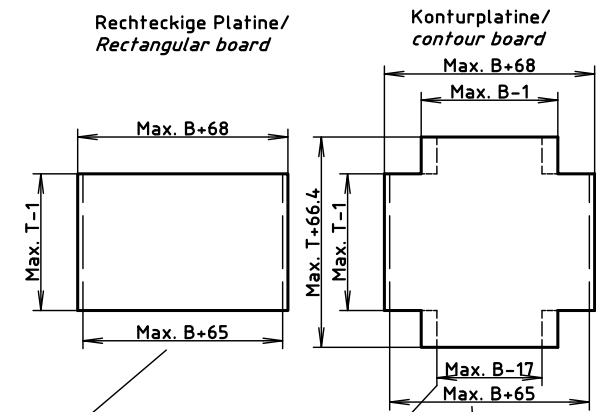 Rechteckige Platine/
Rectangular board
Max. B+68
Max. T-1
Max. B+65
Konturplatine/
contour board
Max. B+68
Max. B-1
Max. T+66.4
Max. T-1
Max. B-17
Max. B+65